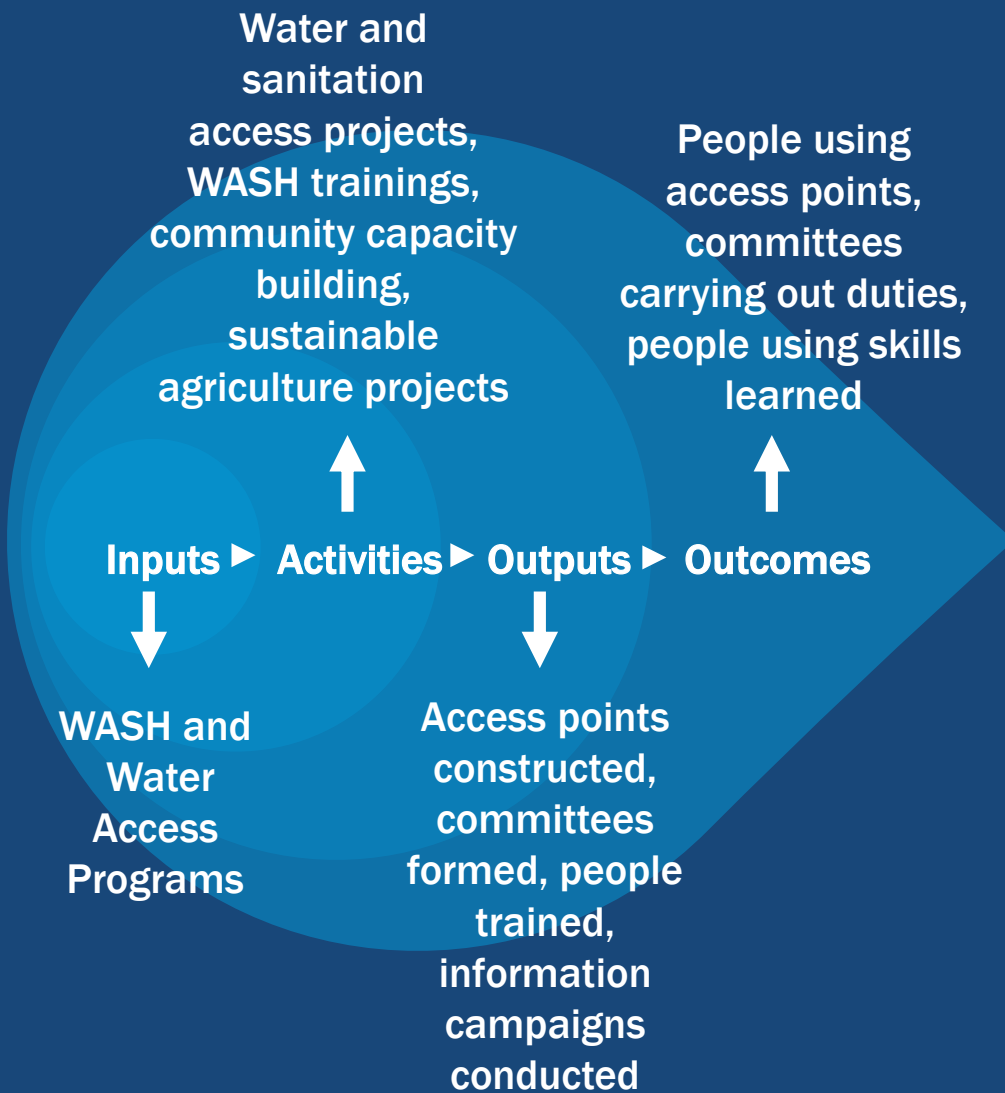 Water and
sanitation
access projects,
WASH trainings,
community capacity
building,
sustainable
agriculture projects
People using
access points,
committees
carrying out duties,
people using skills
learned
Inputs ► Activities ► Outputs ► Outcomes
WASH and
Water
Access
Programs
Access points
constructed,
committees
formed, people
trained,
information
campaigns
conducted